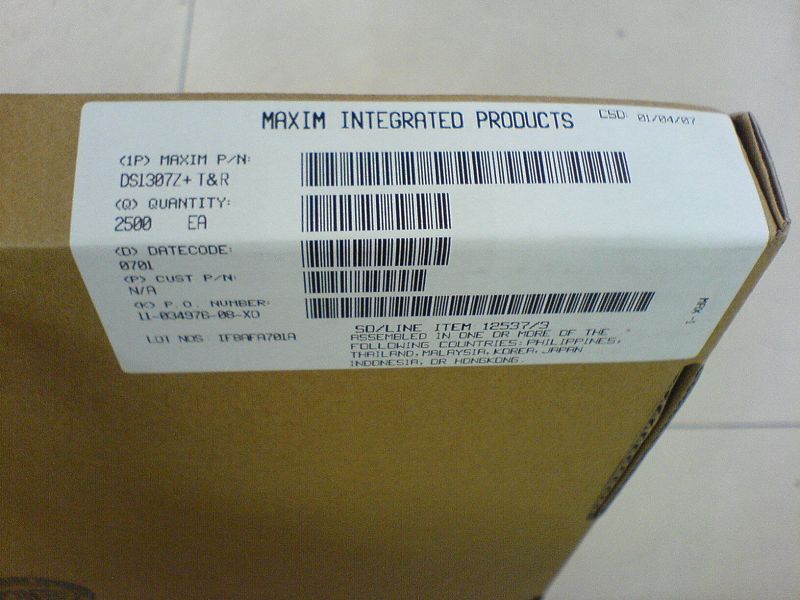 MAXIM INTEGRATED PRODUCTS
CSD: 01/04/07
(1P) MAXIM P/N:
DS1307Z+ T&R
(Q) QUANTITY:
2500 EA
(D) DATECODE:
0701
(P) CUST P/N:
N/A
(K) P.O. NUMBER:
11-034976-08-XO
LOT NOS IF8AFA701A
SO/LINE ITEM 12537/3
ASSEMBLED IN ONE OR MORE OF THE
FOLLOWING COUNTRIES: PHILIPPINES,
THAILAND, MALAYSIA, KOREA, JAPAN
INDONESIA, OR HONGKONG.